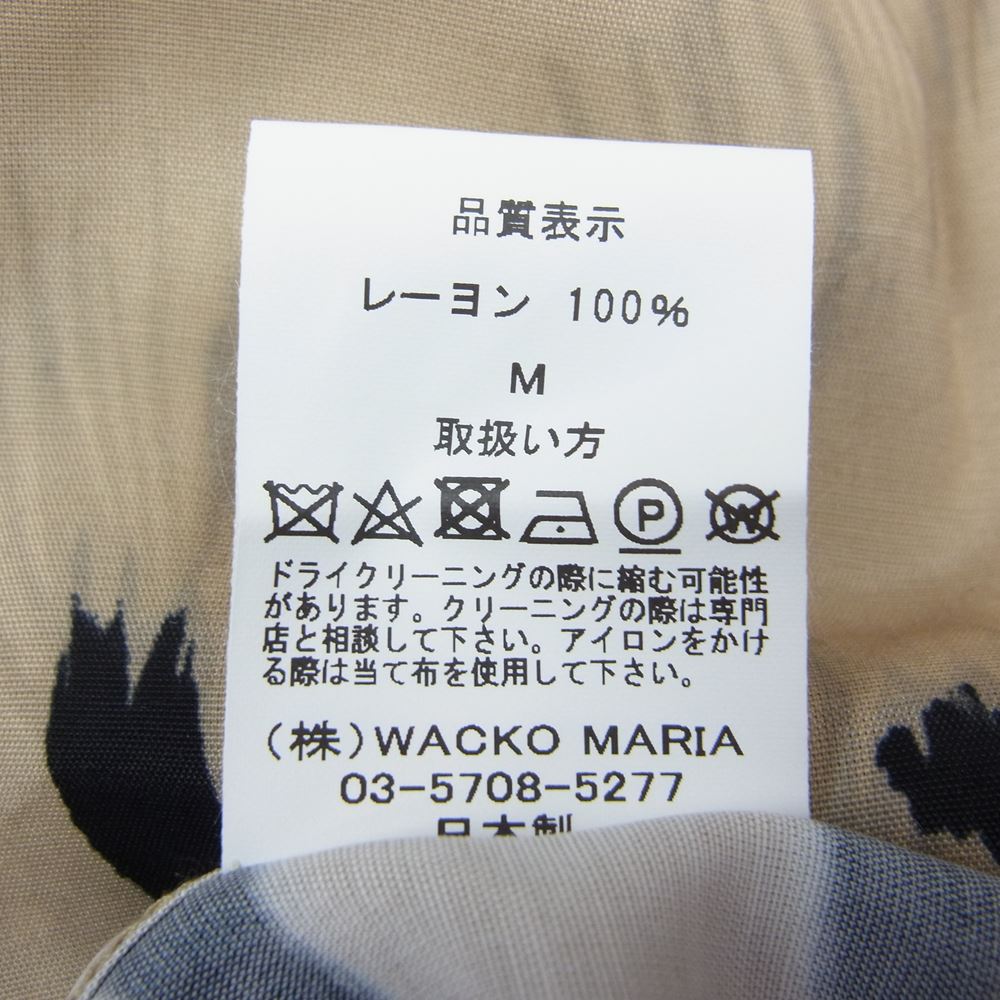 品質表示
レーヨン 100%
M
取扱い方
P W
ドライクリーニングの際に縮む可能性
があります。クリーニングの際は専門
店と相談して下さい。アイロンをかけ
る際は当て布を使用して下さい。
(株)WACKO MARIA
03-5708-5277
日本製